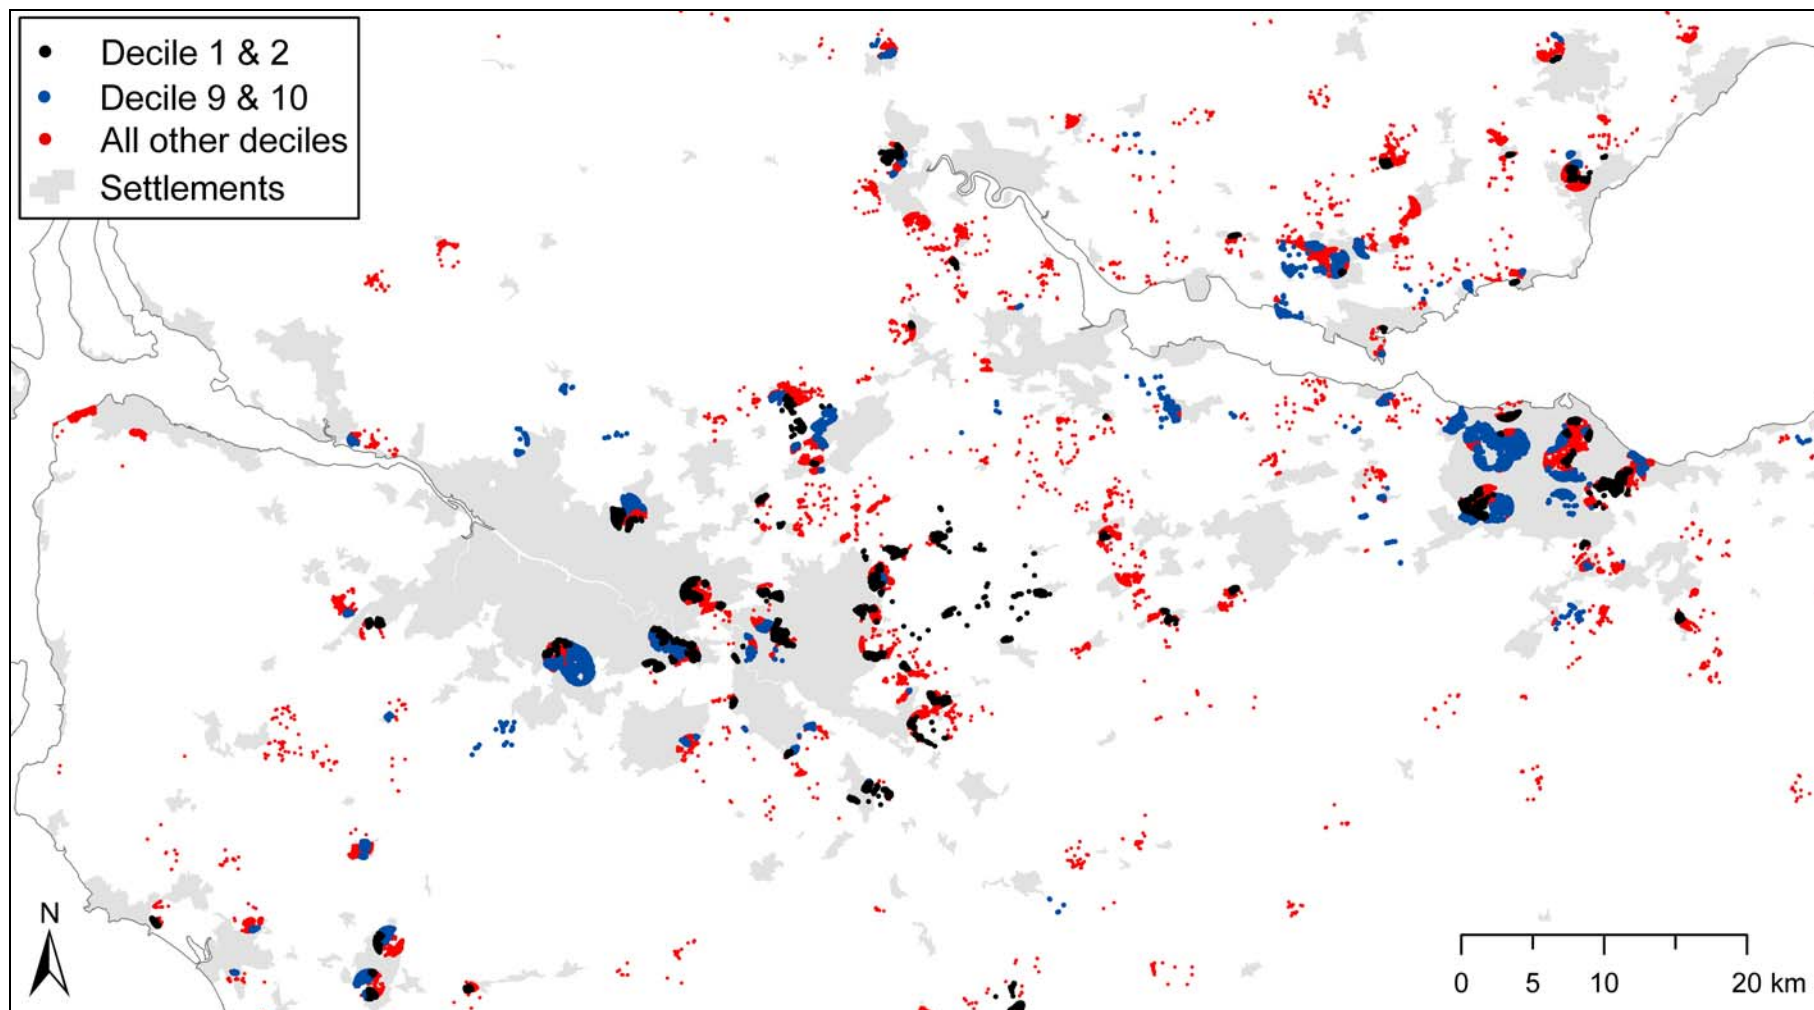 Decile 1 & 2
Decile 9 & 10
All other deciles
Settlements
N
0 5 10 20 km